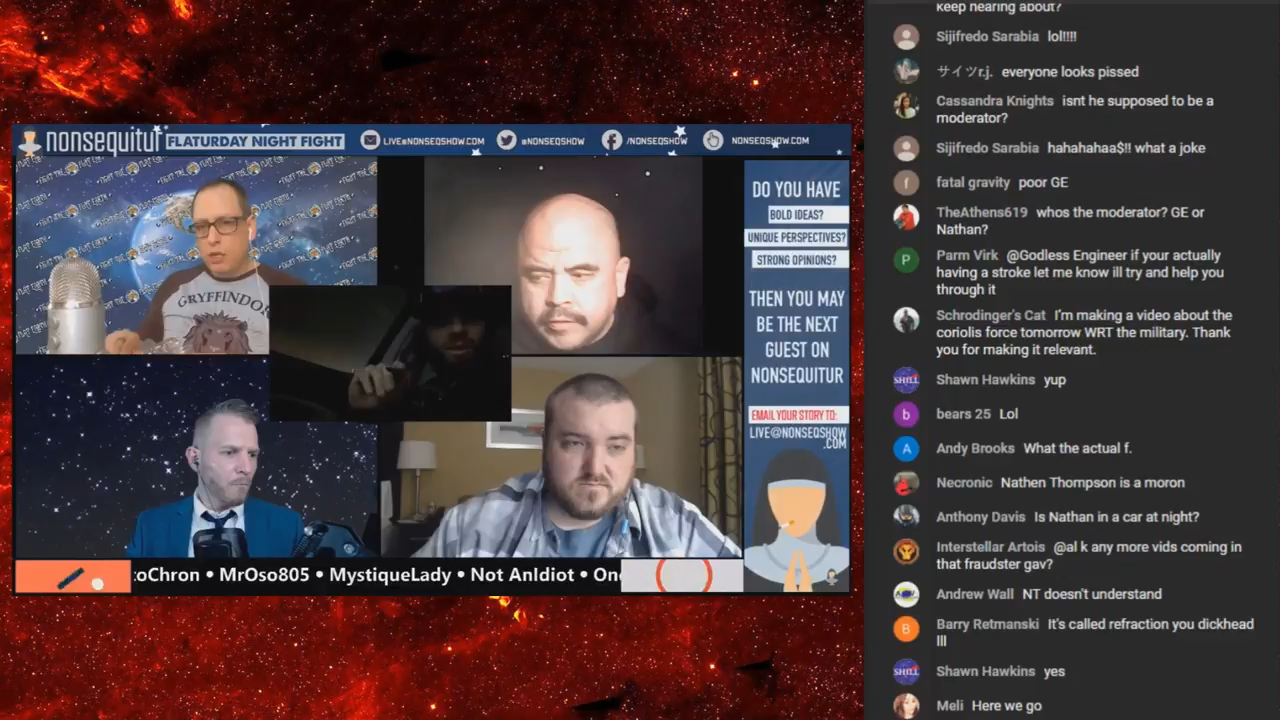 nonsequitur
FLATURDAY NIGHT FIGHT
LIVE@NONSEQSHOW.COM
@NONSEQSHOW
/NONSEQSHOW
NONSEQSHOW.COM
GRYFFINDOR
DO YOU HAVE
BOLD IDEAS?
UNIQUE PERSPECTIVES?
STRONG OPINIONS?
THEN YOU MAY
BE THE NEXT
GUEST ON
NONSEQUITUR
EMAIL YOUR STORY TO:
LIVE@NONSEQSHOW
.COM
oChron • MrOso805 • MystiqueLady • Not AnIdiot • On
keep hearing about?
Sijifredo Sarabia lol!!!!
サイツr.j. everyone looks pissed
Cassandra Knights isnt he supposed to be a
moderator?
Sijifredo Sarabia hahahahaa$!! what a joke
f
fatal gravity poor GE
TheAthens619 whos the moderator? GE or
Nathan?
P
Parm Virk @Godless Engineer if your actually
having a stroke let me know ill try and help you
through it
Schrodinger's Cat I'm making a video about the
coriolis force tomorrow WRT the military. Thank
you for making it relevant.
SHILL
Shawn Hawkins yup
b
bears 25 Lol
A
Andy Brooks What the actual f.
Necronic Nathen Thompson is a moron
Anthony Davis Is Nathan in a car at night?
Interstellar Artois @al k any more vids coming in
that fraudster gav?
Andrew Wall NT doesn't understand
B
Barry Retmanski It's called refraction you dickhead
lll
SHILL
Shawn Hawkins yes
Meli Here we go